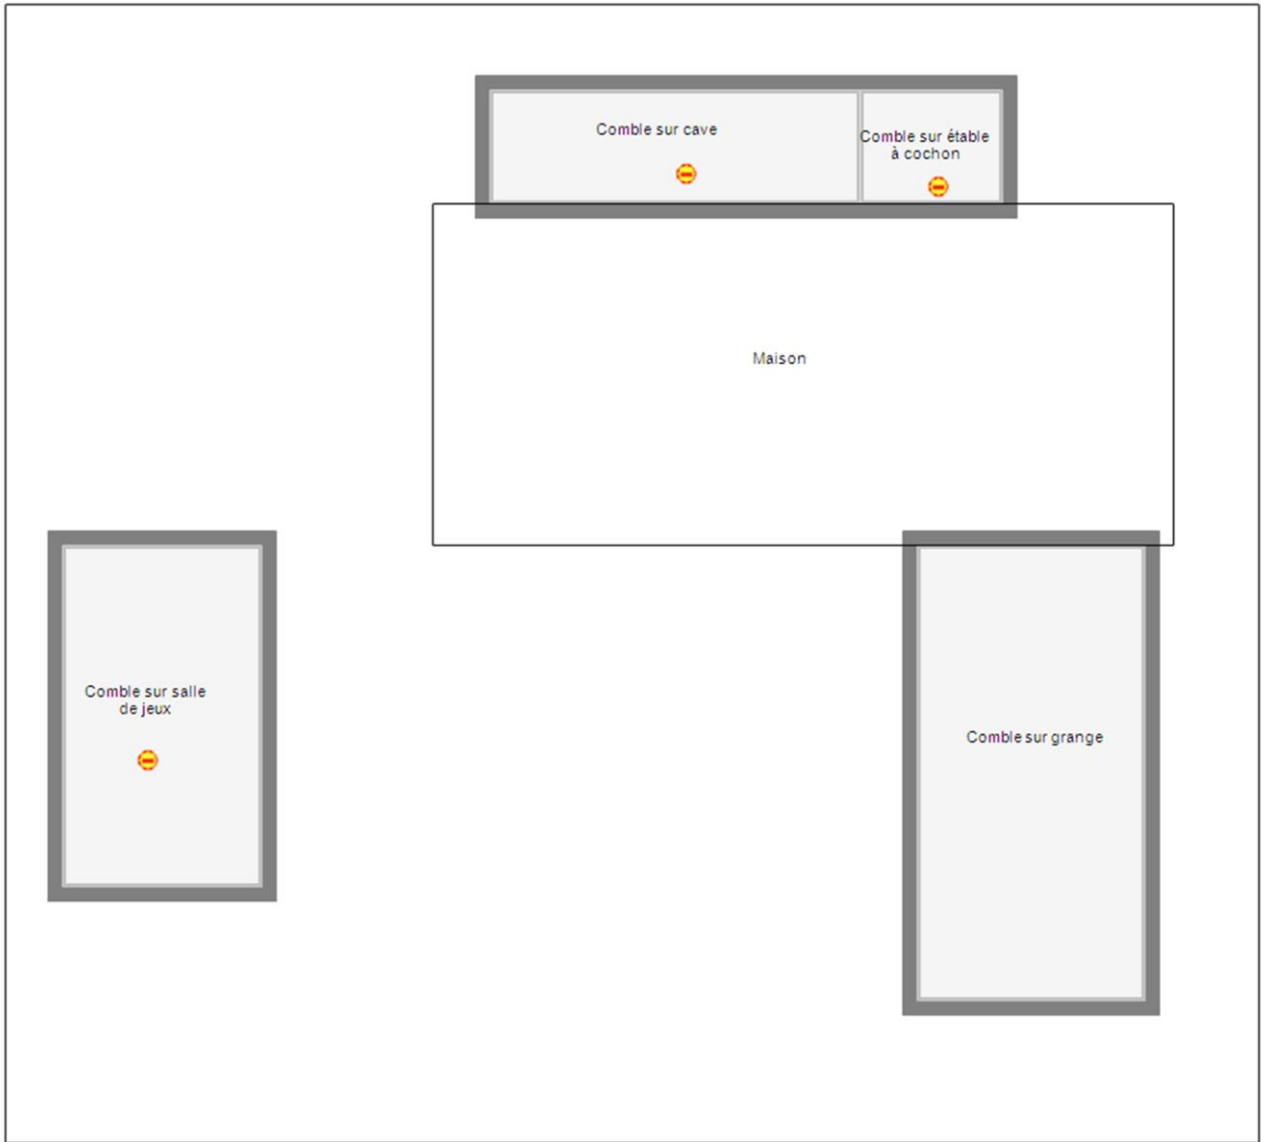 Comble sur cave
Comble sur étable
à cochon
Maison
Comble sur salle
de jeux
Comble sur grange